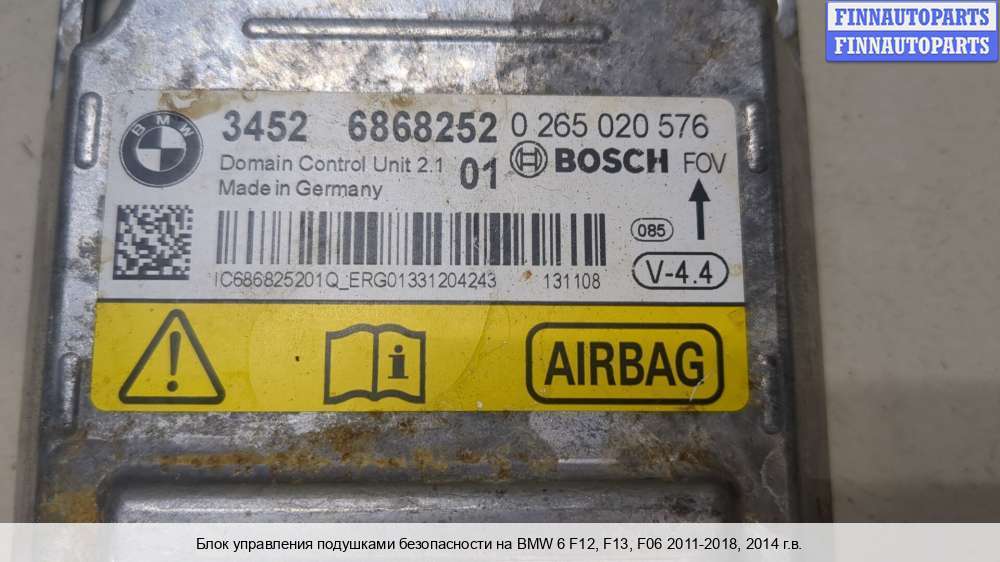 FINNAUTOPARTS
FINNAUTOPARTS
BMW
3452 6868252 0 265 020 576
Domain Control Unit 2.1 01 BOSCH FOV
Made in Germany
085
IC686825201Q_ERG01331204243 131108 V-4.4
AIRBAG
Блок управления подушками безопасности на BMW 6 F12, F13, F06 2011-2018, 2014 г.в.